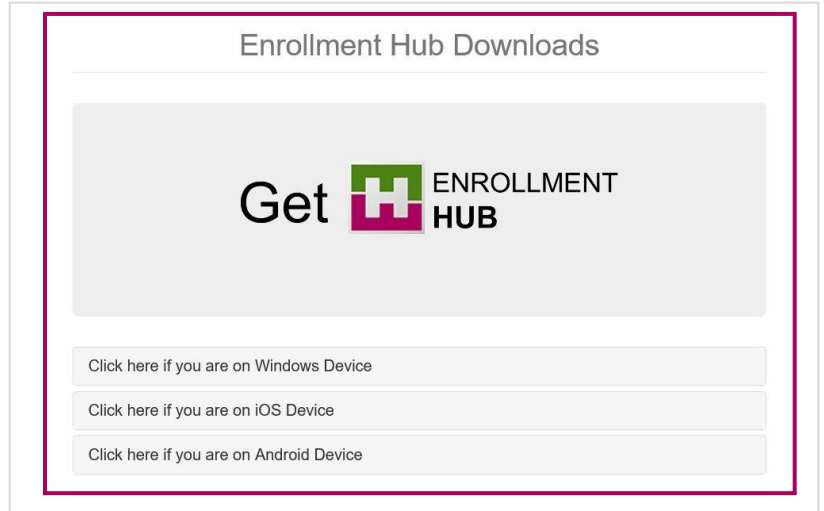 Enrollment Hub Downloads
Get ENROLLMENT
HUB
Click here if you are on Windows Device
Click here if you are on iOS Device
Click here if you are on Android Device